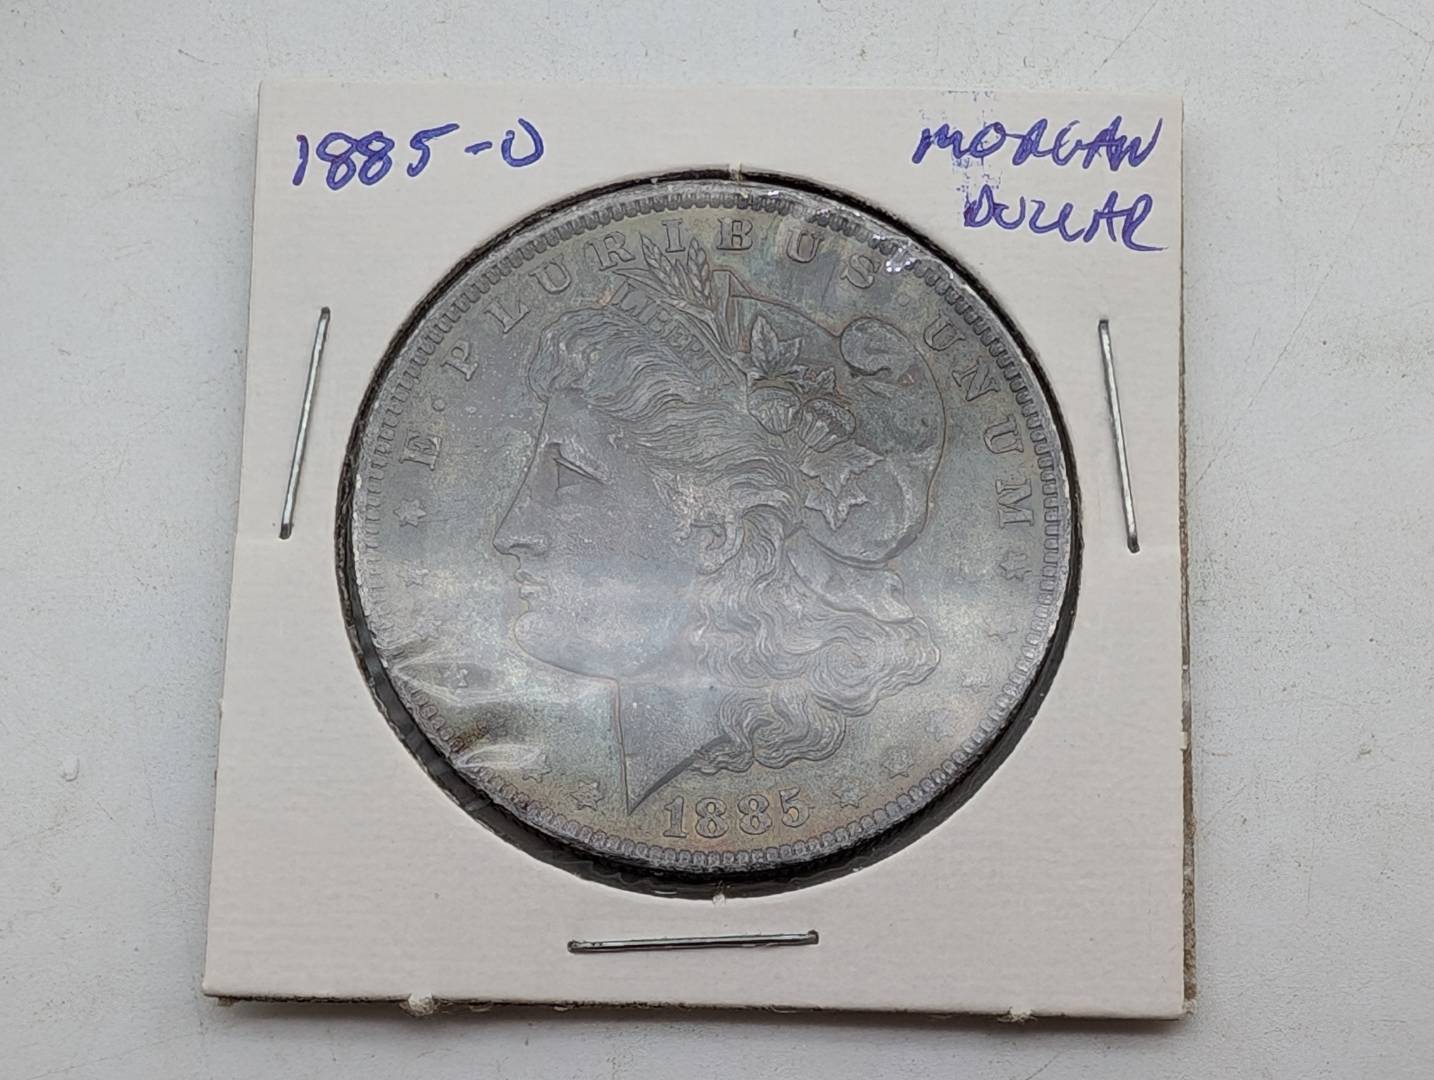 1885-O
MORGAN
DOLLAR
E · PLURIBUS · UNUM
LIBERTY
1885